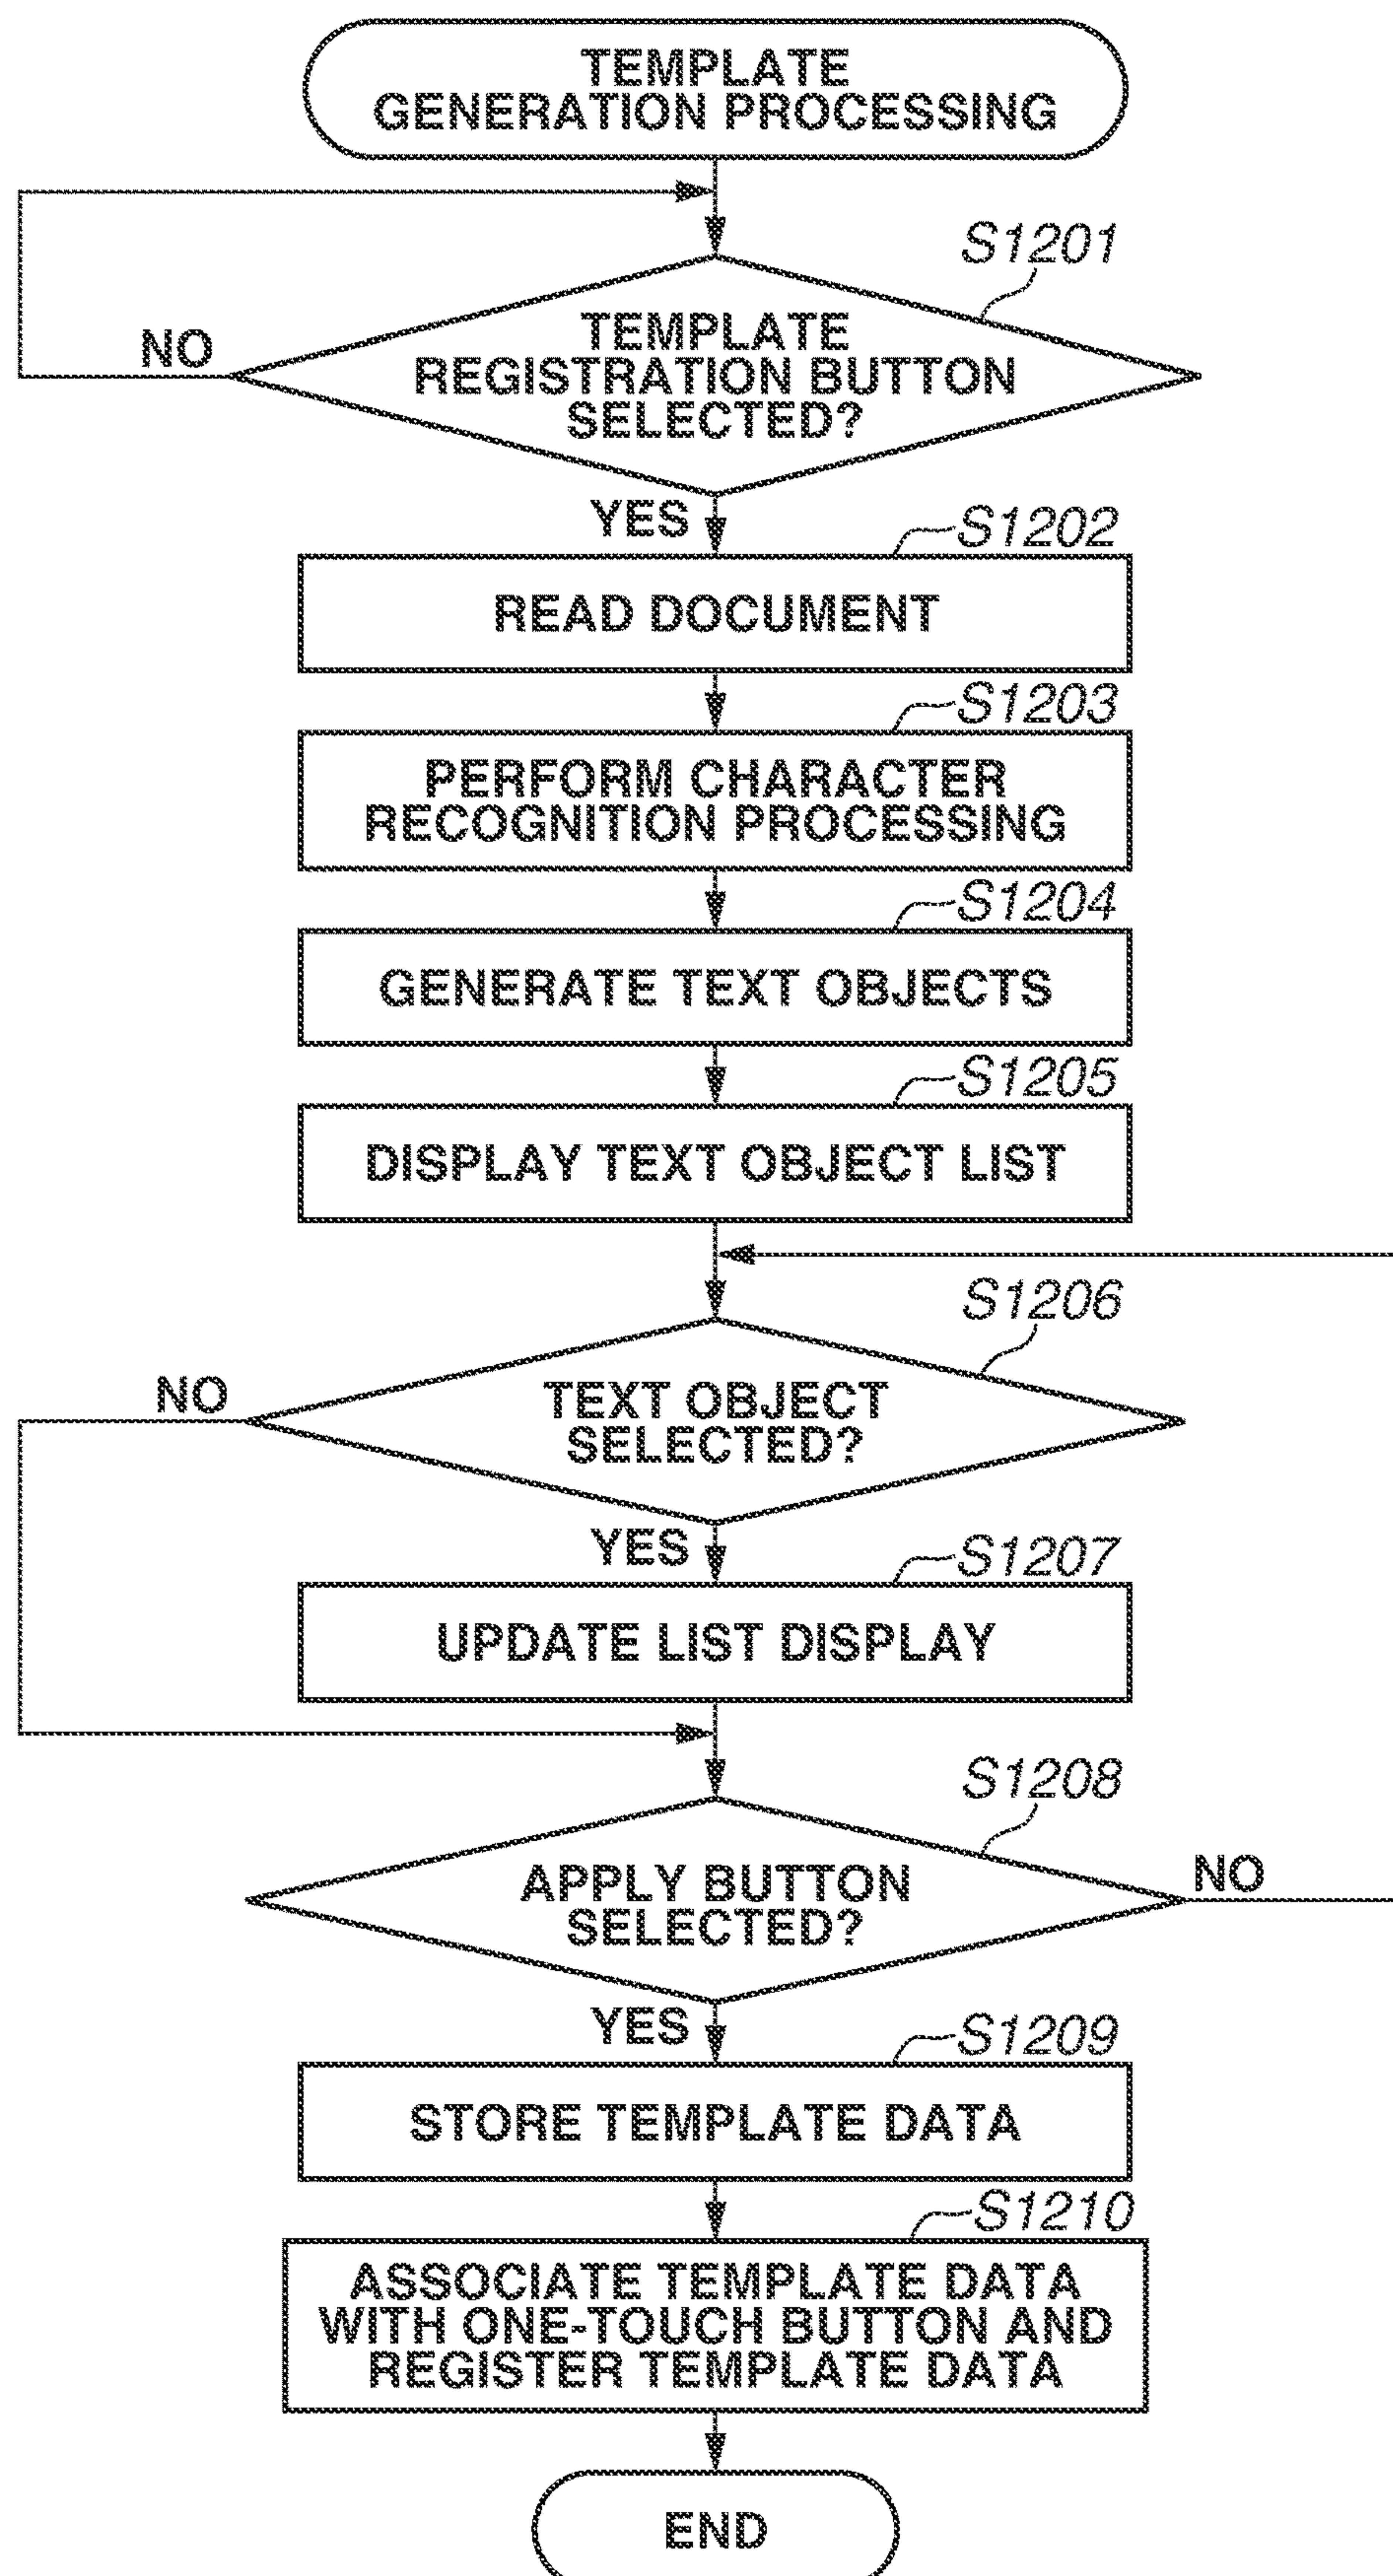 TEMPLATE
GENERATION PROCESSING
S1201
TEMPLATE
REGISTRATION BUTTON
SELECTED?
NO
YES
S1202
READ DOCUMENT
S1203
PERFORM CHARACTER
RECOGNITION PROCESSING
S1204
GENERATE TEXT OBJECTS
S1205
DISPLAY TEXT OBJECT LIST
S1206
NO
TEXT OBJECT
SELECTED?
YES
S1207
UPDATE LIST DISPLAY
S1208
APPLY BUTTON
SELECTED?
NO
YES
S1209
STORE TEMPLATE DATA
S1210
ASSOCIATE TEMPLATE DATA
WITH ONE-TOUCH BUTTON AND
REGISTER TEMPLATE DATA
END